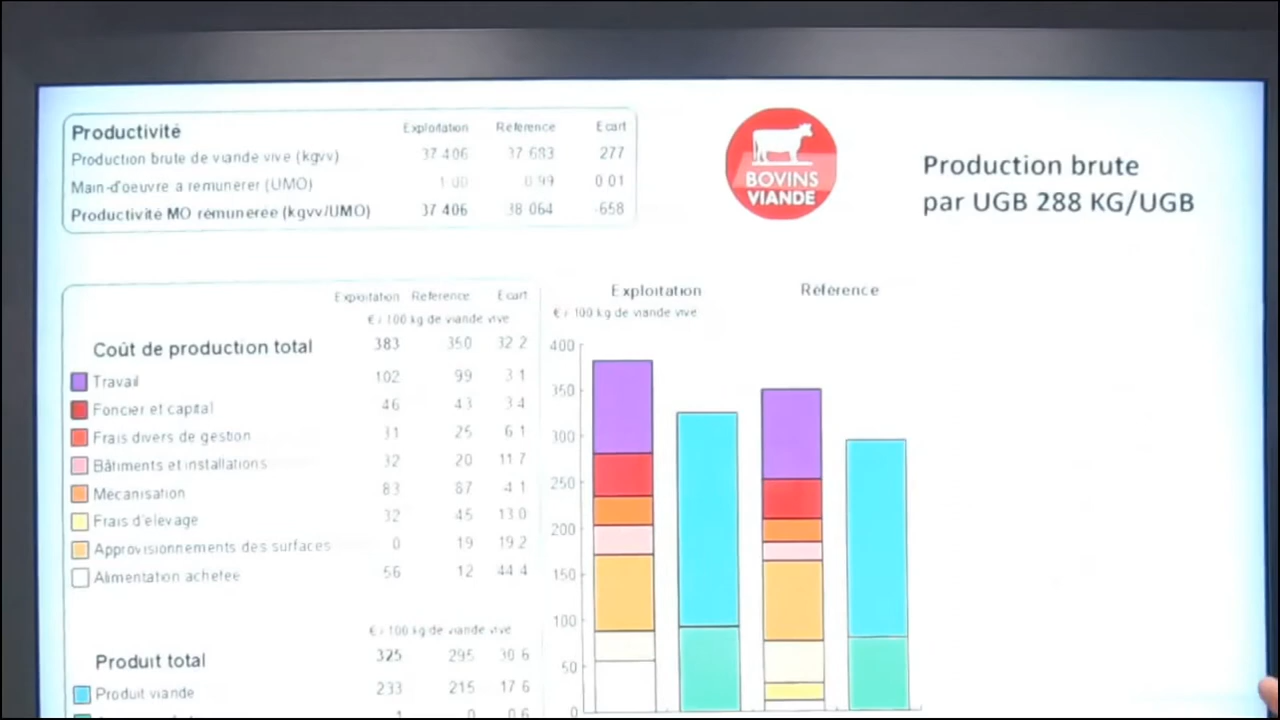 Productivité Exploitation Reference Ecart
Production brute de viande vive (kgvv) 37 406 37 683 277
Main-d'oeuvre a remunerer (UMO) 1.00 0.99 0.01
Productivité MO rémunerée (kgvv/UMO) 37 406 38 064 -658
BOVINS
VIANDE
Production brute
par UGB 288 KG/UGB
Exploitation Reference Ecart
€ / 100 kg de viande vive
Coût de production total 383 350 32.2
Travail 102 99 3.1
Foncier et capital 46 43 3.4
Frais divers de gestion 31 25 6.1
Bâtiments et installations 32 20 11.7
Mécanisation 83 87 4.1
Frais d'élevage 32 45 13.0
Approvisionnements des surfaces 0 19 19.2
Alimentation achetée 56 12 44.4
€ / 100 kg de viande vive
Produit total 325 295 30.6
Produit viande 233 215 17.6
1 0 0.6
Exploitation Référence
€ / 100 kg de viande vive
400
350
300
250
200
150
100
50
0